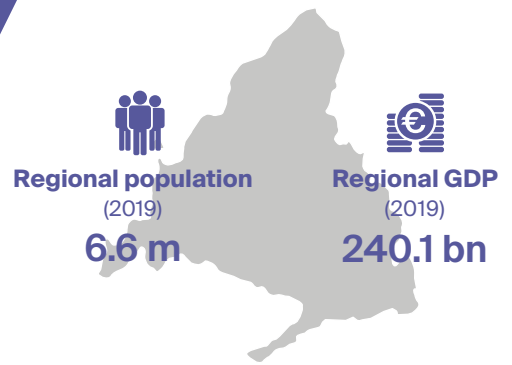 €
Regional population
(2019)
6.6 m
Regional GDP
(2019)
240.1 bn